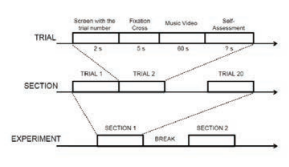 Screen with the
trial number
Fixation
Cross
Music Video
Self-
Assessment
TRIAL
2 s
5 s
60 s
? s
TRIAL 1
TRIAL 2
TRIAL 20
SECTION
SECTION 1
BREAK
SECTION 2
EXPERIMENT